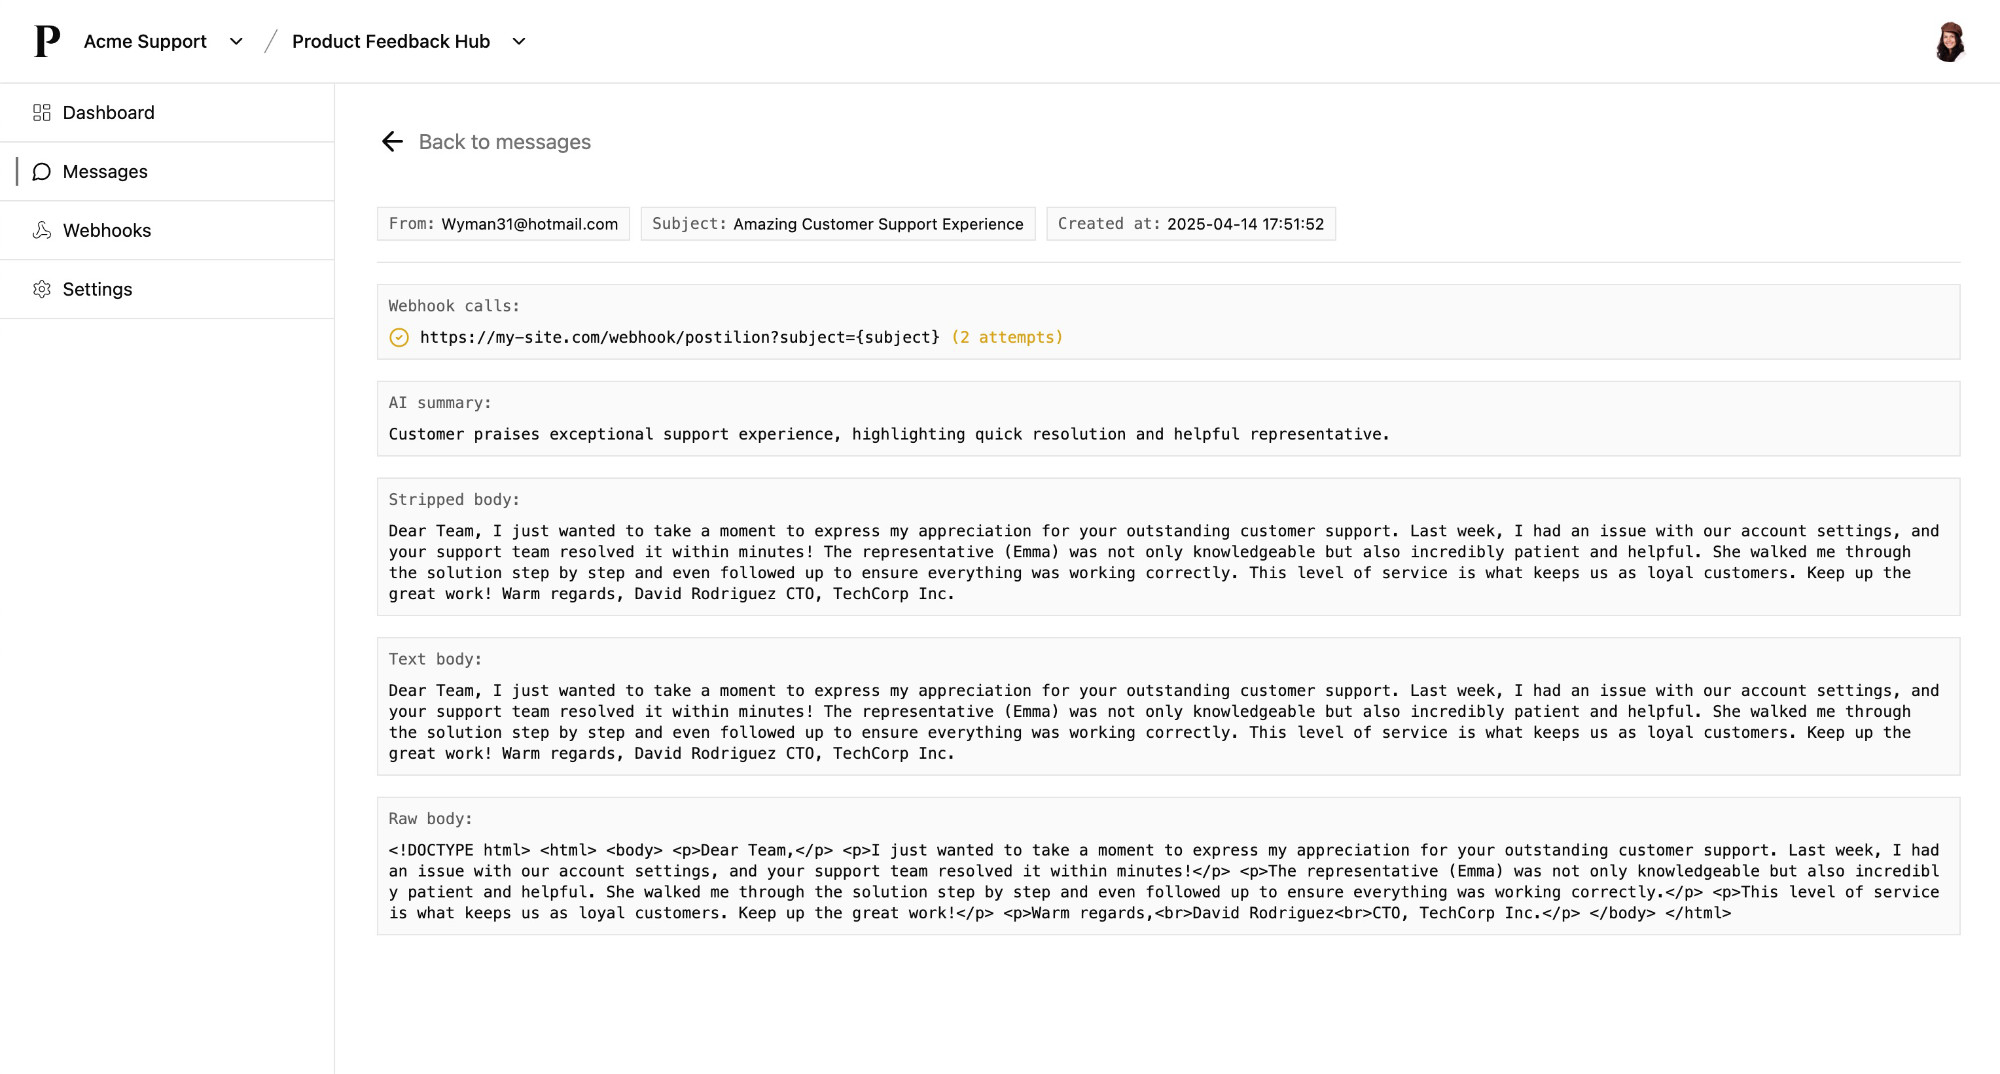 P Acme Support / Product Feedback Hub
Dashboard
Messages
Webhooks
Settings
Back to messages
From: Wyman31@hotmail.com Subject: Amazing Customer Support Experience Created at: 2025-04-14 17:51:52
Webhook calls:
https://my-site.com/webhook/postilion?subject={subject} (2 attempts)
AI summary:
Customer praises exceptional support experience, highlighting quick resolution and helpful representative.
Stripped body:
Dear Team, I just wanted to take a moment to express my appreciation for your outstanding customer support. Last week, I had an issue with our account settings, and
your support team resolved it within minutes! The representative (Emma) was not only knowledgeable but also incredibly patient and helpful. She walked me through
the solution step by step and even followed up to ensure everything was working correctly. This level of service is what keeps us as loyal customers. Keep up the
great work! Warm regards, David Rodriguez CTO, TechCorp Inc.
Text body:
Dear Team, I just wanted to take a moment to express my appreciation for your outstanding customer support. Last week, I had an issue with our account settings, and
your support team resolved it within minutes! The representative (Emma) was not only knowledgeable but also incredibly patient and helpful. She walked me through
the solution step by step and even followed up to ensure everything was working correctly. This level of service is what keeps us as loyal customers. Keep up the
great work! Warm regards, David Rodriguez CTO, TechCorp Inc.
Raw body:
<!DOCTYPE html> <html> <body> <p>Dear Team,</p> <p>I just wanted to take a moment to express my appreciation for your outstanding customer support. Last week, I had
an issue with our account settings, and your support team resolved it within minutes!</p> <p>The representative (Emma) was not only knowledgeable but also incredibl
y patient and helpful. She walked me through the solution step by step and even followed up to ensure everything was working correctly.</p> <p>This level of service
is what keeps us as loyal customers. Keep up the great work!</p> <p>Warm regards,<br>David Rodriguez<br>CTO, TechCorp Inc.</p> </body> </html>